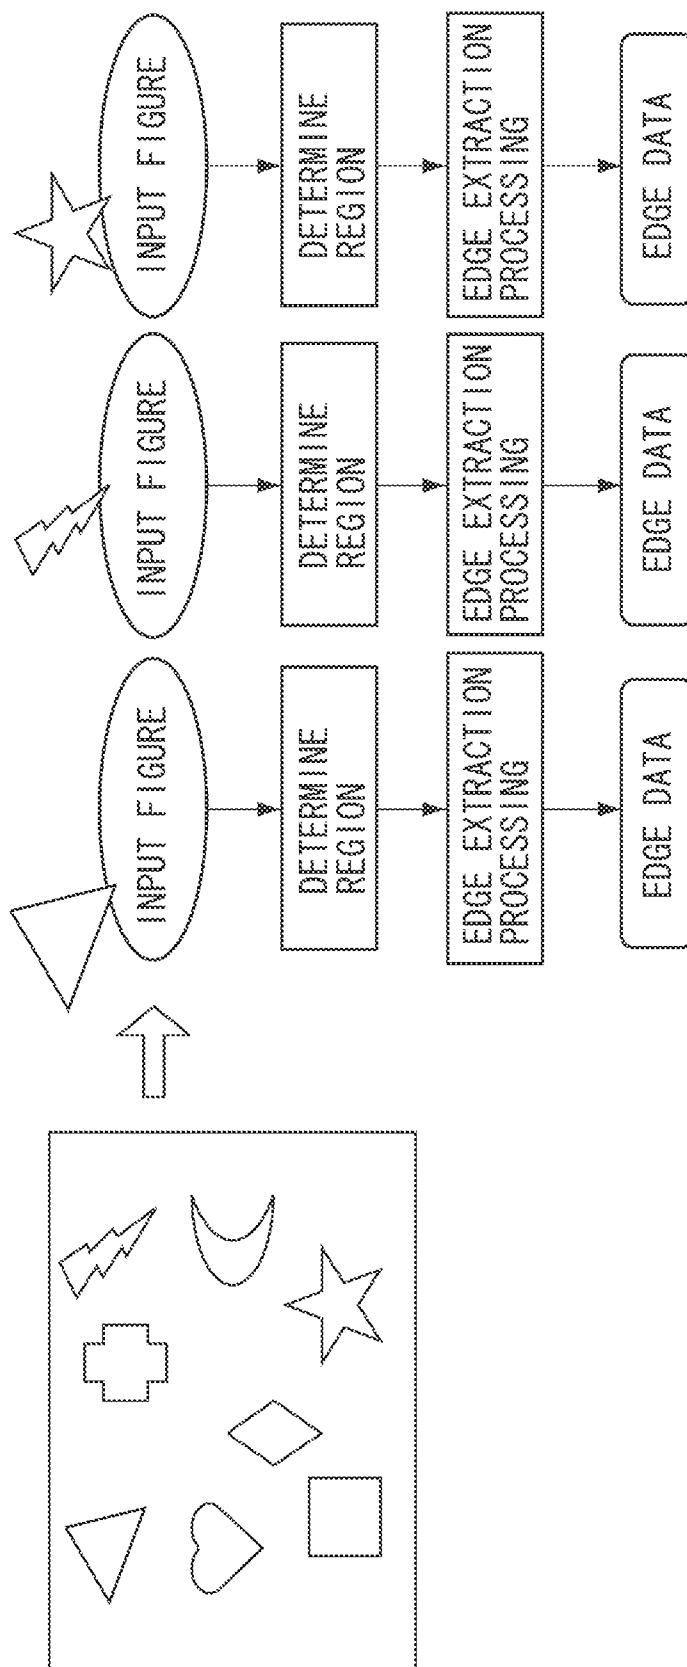 INPUT FIGURE
DETERMINE
REGION
EDGE EXTRACTION
PROCESSING
EDGE DATA
INPUT FIGURE
DETERMINE
REGION
EDGE EXTRACTION
PROCESSING
EDGE DATA
INPUT FIGURE
DETERMINE
REGION
EDGE EXTRACTION
PROCESSING
EDGE DATA